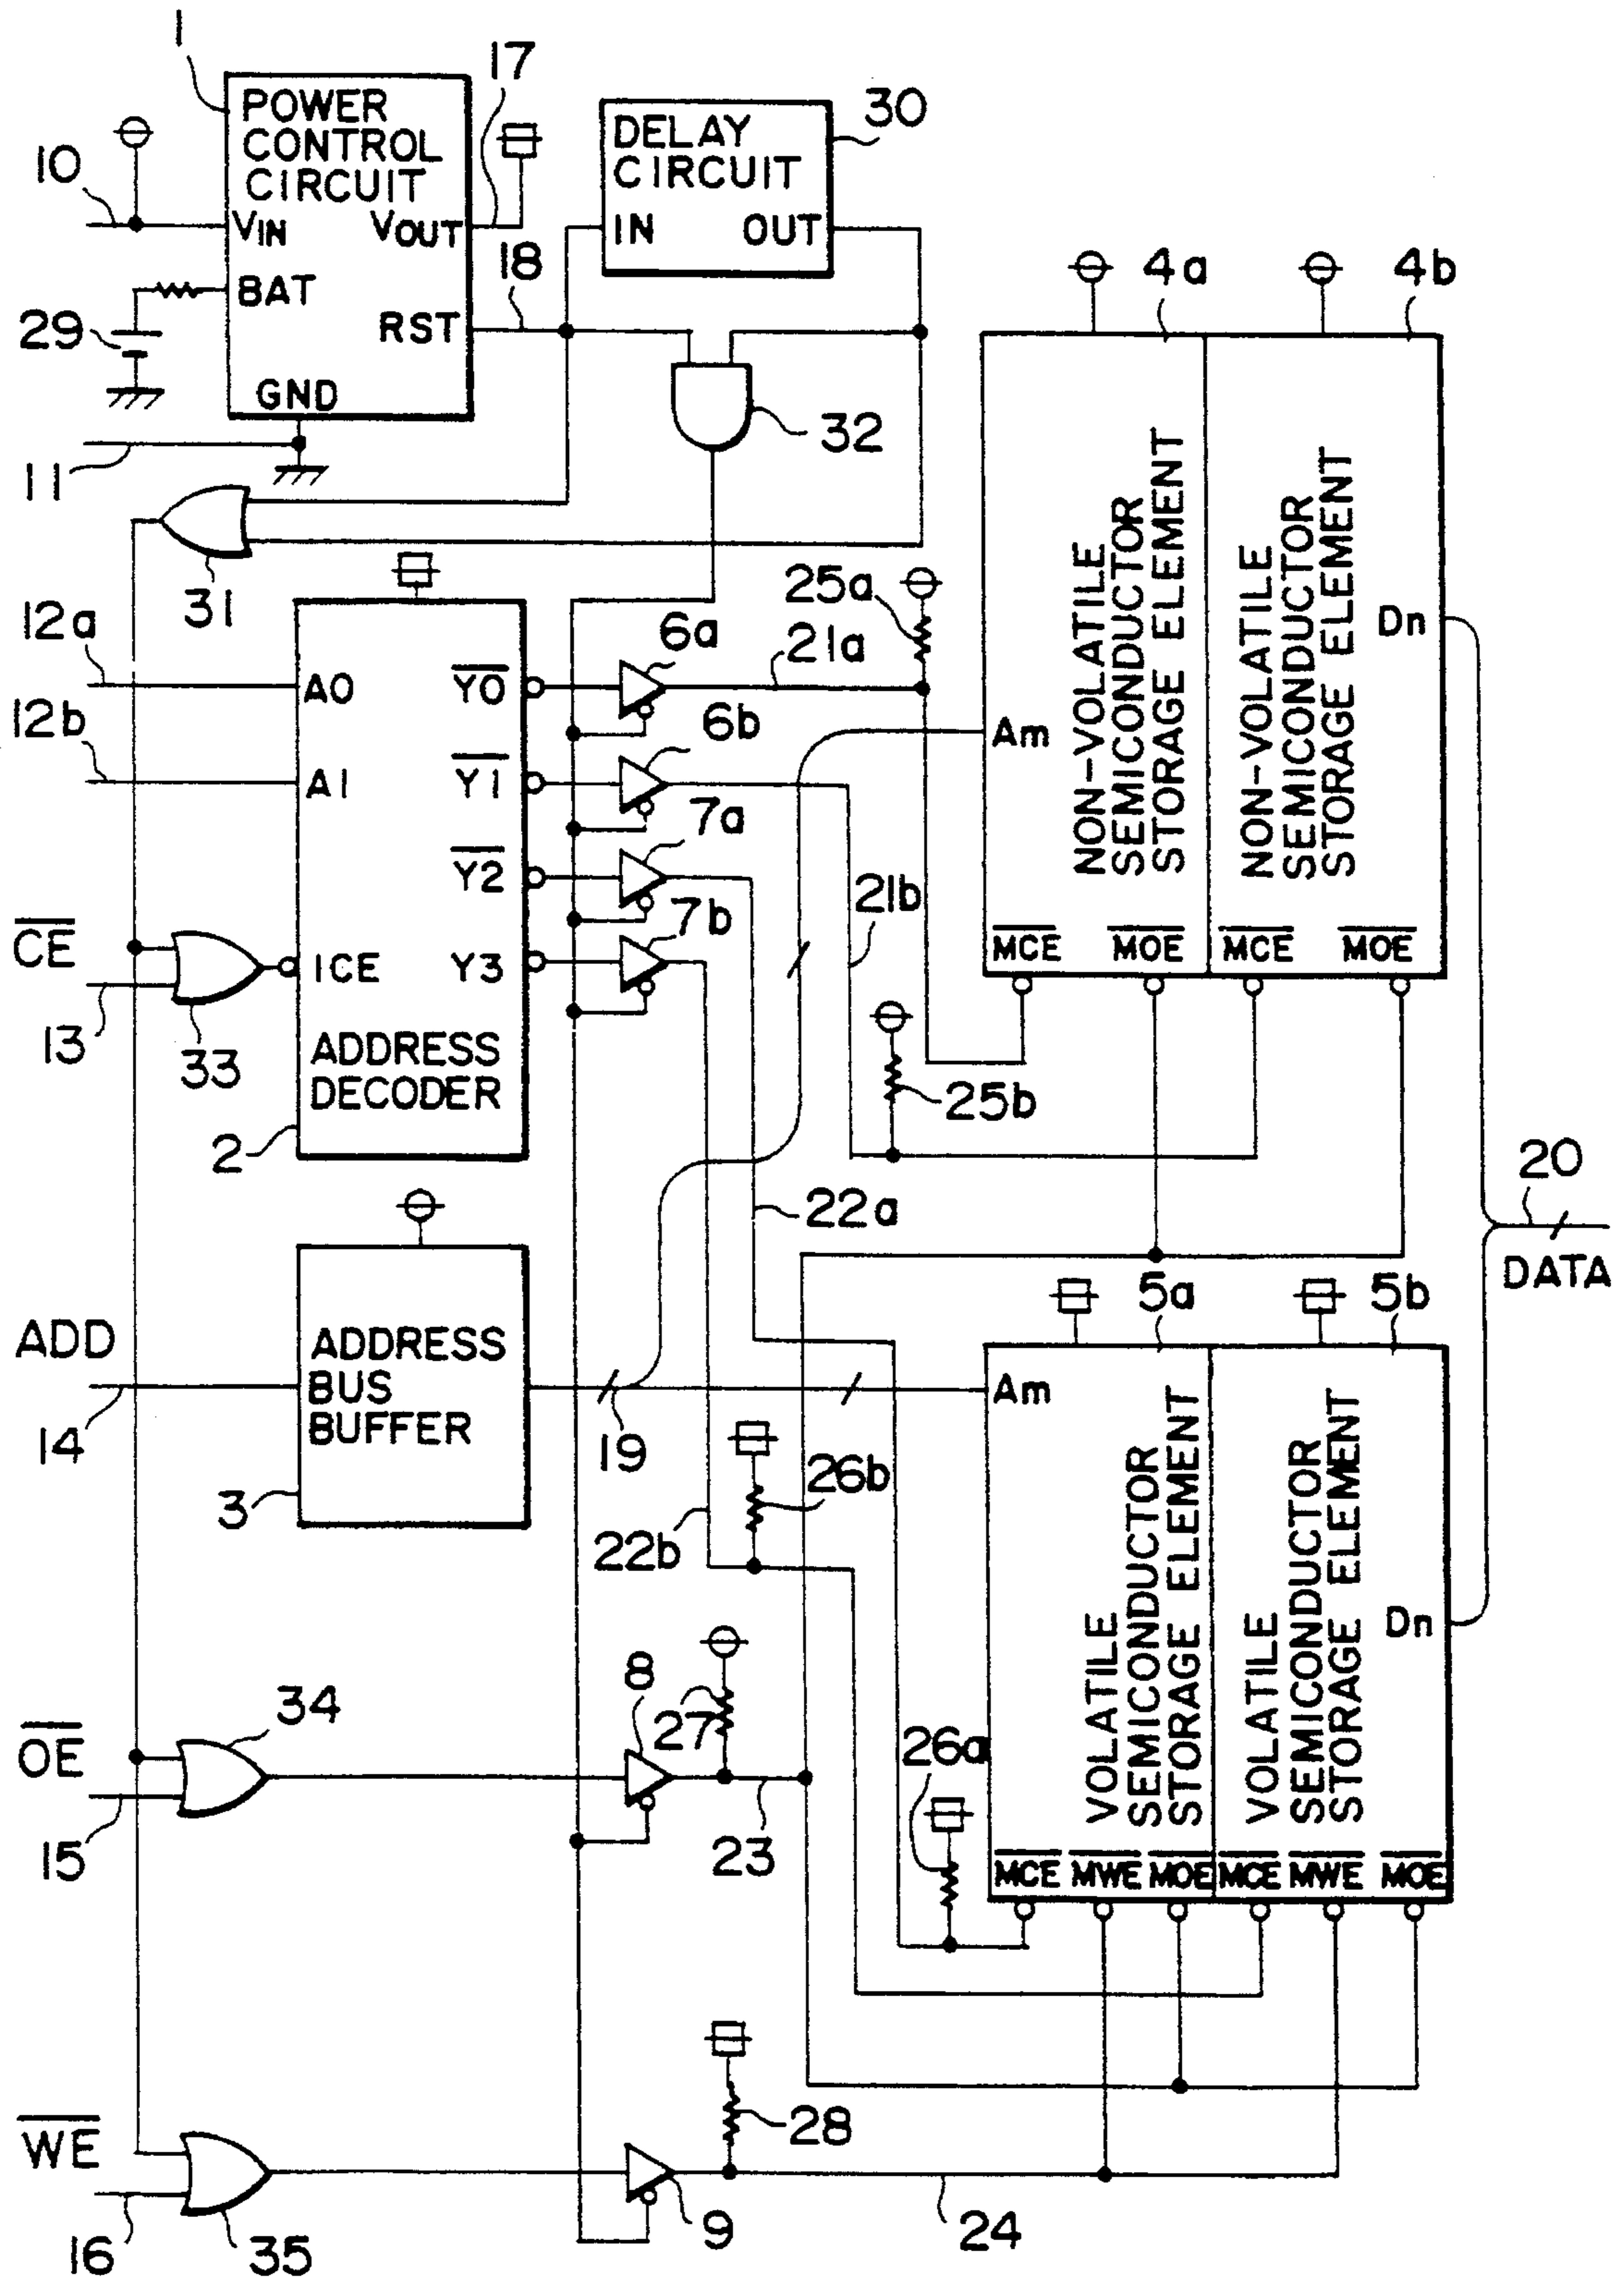 1
POWER
CONTROL
CIRCUIT
VIN
VOUT
BAT
RST
GND
10
17
18
29
11
DELAY
CIRCUIT
IN
OUT
30
32
31
12a
12b
A0
A1
ICE
Y0
Y1
Y2
Y3
ADDRESS
DECODER
2
CE
13
33
6a
6b
7a
7b
21a
21b
25a
25b
22a
4a
4b
NON-VOLATILE
SEMICONDUCTOR
STORAGE ELEMENT
NON-VOLATILE
SEMICONDUCTOR
STORAGE ELEMENT
Am
Dn
MCE
MOE
MCE
MOE
20
DATA
ADD
14
ADDRESS
BUS
BUFFER
3
19
22b
26b
5a
5b
Am
Dn
VOLATILE
SEMICONDUCTOR
STORAGE ELEMENT
VOLATILE
SEMICONDUCTOR
STORAGE ELEMENT
MCE
MWE
MOE
MCE
MWE
MOE
26a
OE
15
34
8
27
23
WE
16
35
9
28
24